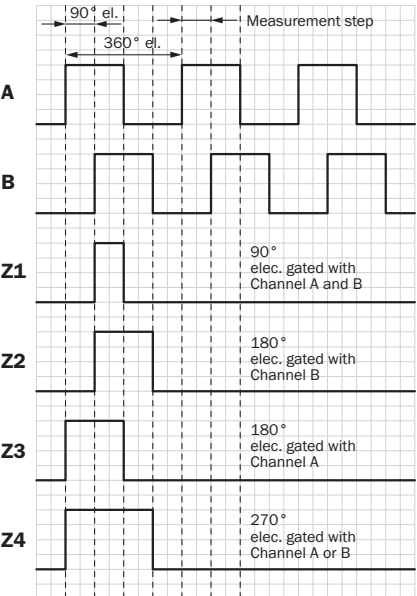 90° el.
Measurement step
360° el.
A
B
Z1
90°
elec. gated with
Channel A and B
Z2
180°
elec. gated with
Channel B
Z3
180°
elec. gated with
Channel A
Z4
270°
elec. gated with
Channel A or B